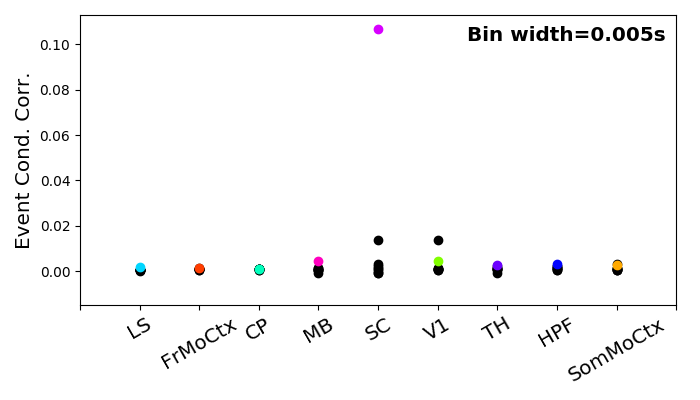 Bin width=0.005s
Event Cond. Corr.
0.10
0.08
0.06
0.04
0.02
0.00
LS
FrMoCtx
CP
MB
SC
V1
TH
HPF
SomMoCtx